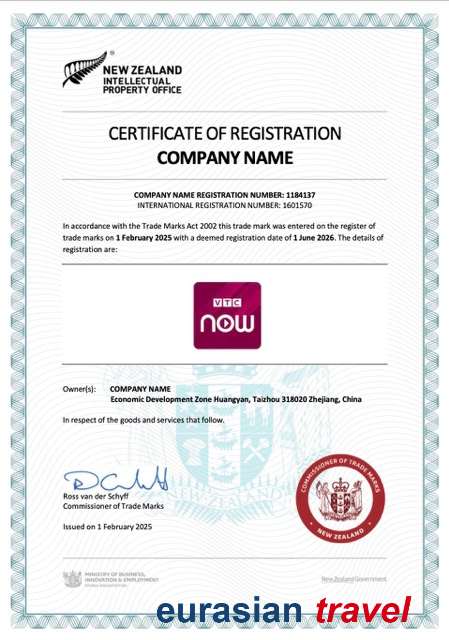 NEW ZEALAND
INTELLECTUAL
PROPERTY OFFICE
CERTIFICATE OF REGISTRATION
COMPANY NAME
COMPANY NAME REGISTRATION NUMBER: 1184137
INTERNATIONAL REGISTRATION NUMBER: 1601570
In accordance with the Trade Marks Act 2002 this trade mark was entered on the register of
trade marks on 1 February 2025 with a deemed registration date of 1 June 2026. The details of
registration are:
VTC
now
Owner(s): COMPANY NAME
Economic Development Zone Huangyan, Taizhou 318020 Zhejiang, China
In respect of the goods and services that follow.
Ross van der Schyff
Commissioner of Trade Marks
Issued on 1 February 2025
COMMISSIONER OF TRADE MARKS
NEW ZEALAND
NEW ZEALAND
MINISTRY OF BUSINESS,
INNOVATION & EMPLOYMENT
New Zealand Government
eurasian travel